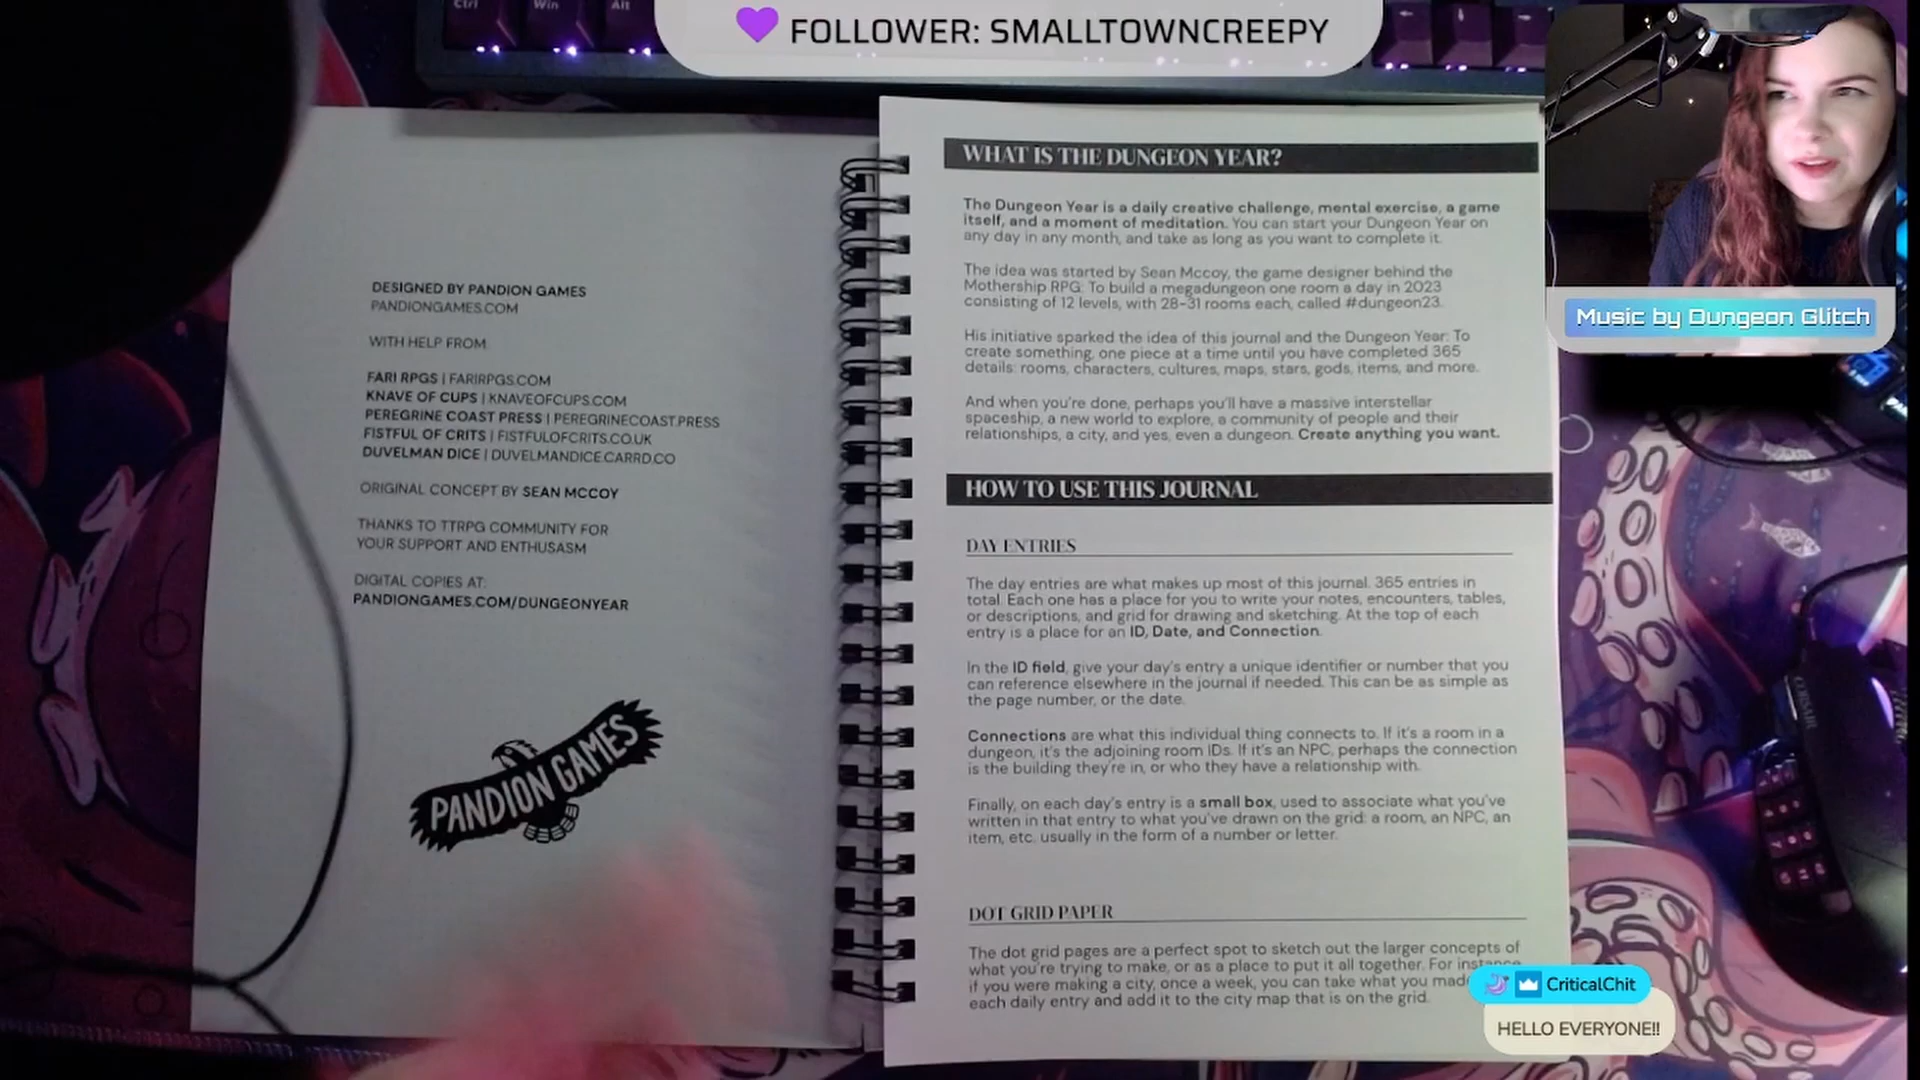 Ctrl
Win
Alt
FOLLOWER: SMALLTOWNCREEPY
Music by Dungeon Glitch
DESIGNED BY PANDION GAMES
PANDIONGAMES.COM
WITH HELP FROM
FARI RPGS | FARIRPGS.COM
KNAVE OF CUPS | KNAVEOFCUPS.COM
PEREGRINE COAST PRESS | PEREGRINECOAST.PRESS
FISTFUL OF CRITS | FISTFULOFCRITS.CO.UK
DUVELMAN DICE | DUVELMANDICE.CARRD.CO
ORIGINAL CONCEPT BY SEAN MCCOY
THANKS TO TTRPG COMMUNITY FOR
YOUR SUPPORT AND ENTHUSASM
DIGITAL COPIES AT:
PANDIONGAMES.COM/DUNGEONYEAR
PANDION GAMES
WHAT IS THE DUNGEON YEAR?
The Dungeon Year is a daily creative challenge, mental exercise, a game
itself, and a moment of meditation. You can start your Dungeon Year on
any day in any month, and take as long as you want to complete it.
The idea was started by Sean Mccoy, the game designer behind the
Mothership RPG: To build a megadungeon one room a day in 2023
consisting of 12 levels, with 28-31 rooms each, called #dungeon23.
His initiative sparked the idea of this journal and the Dungeon Year: To
create something, one piece at a time until you have completed 365
details: rooms, characters, cultures, maps, stars, gods, items, and more.
And when you're done, perhaps you'll have a massive interstellar
spaceship, a new world to explore, a community of people and their
relationships, a city, and yes, even a dungeon. Create anything you want.
HOW TO USE THIS JOURNAL
DAY ENTRIES
The day entries are what makes up most of this journal. 365 entries in
total. Each one has a place for you to write your notes, encounters, tables,
or descriptions, and grid for drawing and sketching. At the top of each
entry is a place for an ID, Date, and Connection.
In the ID field, give your day's entry a unique identifier or number that you
can reference elsewhere in the journal if needed. This can be as simple as
the page number, or the date.
Connections are what this individual thing connects to. If it's a room in a
dungeon, it's the adjoining room IDs. If it's an NPC, perhaps the connection
is the building they're in, or who they have a relationship with.
Finally, on each day's entry is a small box, used to associate what you've
written in that entry to what you've drawn on the grid: a room, an NPC, an
item, etc. usually in the form of a number or letter.
DOT GRID PAPER
The dot grid pages are a perfect spot to sketch out the larger concepts of
what you're trying to make, or as a place to put it all together. For instance
if you were making a city, once a week, you can take what you made
each daily entry and add it to the city map that is on the grid.
CORSAIR
CriticalChit
HELLO EVERYONE!!